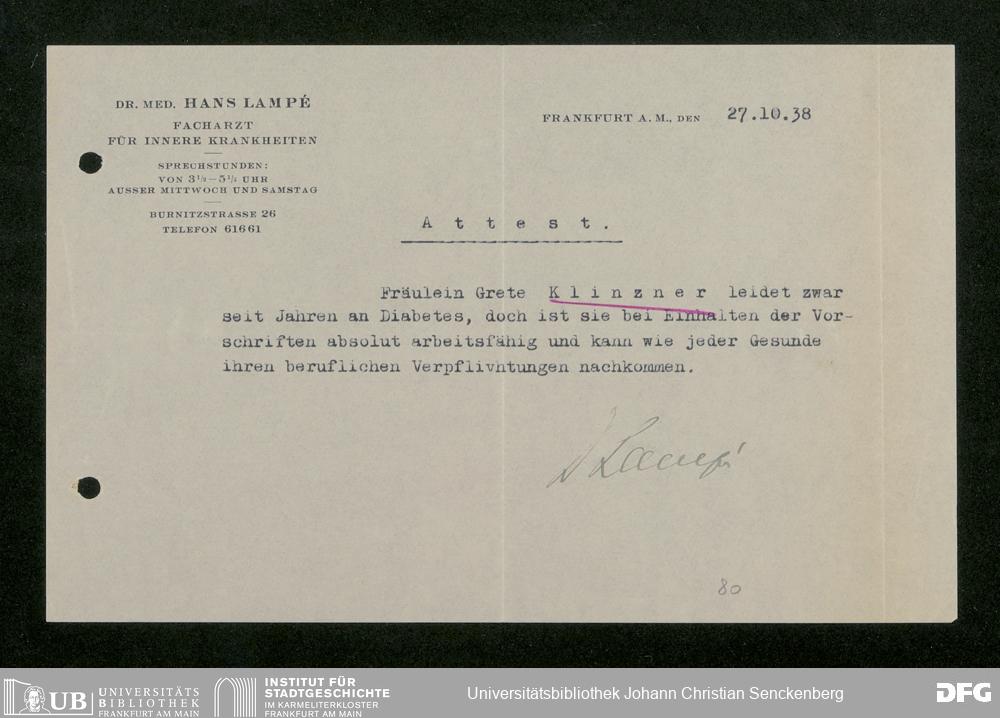 DR. MED. HANS LAMPÉ
FACHARZT
FÜR INNERE KRANKHEITEN
SPRECHSTUNDEN:
VON 3½–5½ UHR
AUSSER MITTWOCH UND SAMSTAG
BURNITZSTRASSE 26
TELEFON 61661
FRANKFURT A. M., DEN 27.10.38
A t t e s t .
Fräulein Grete K l i n z n e r leidet zwar
seit Jahren an Diabetes, doch ist sie bei Einhalten der Vor-
schriften absolut arbeitsfähig und kann wie jeder Gesunde
ihren beruflichen Verpflivhtungen nachkommen.
D Lampé
80
UB UNIVERSITÄTS
BIBLIOTHEK
FRANKFURT AM MAIN
INSTITUT FÜR
STADTGESCHICHTE
IM KARMELITERKLOSTER
FRANKFURT AM MAIN
Universitätsbibliothek Johann Christian Senckenberg
DFG